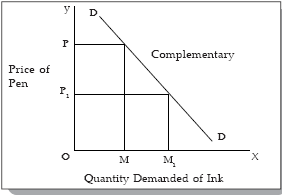 y
D
P
Complementary
Price of
Pen
P1
D
O
M
M1
X
Quantity Demanded of Ink